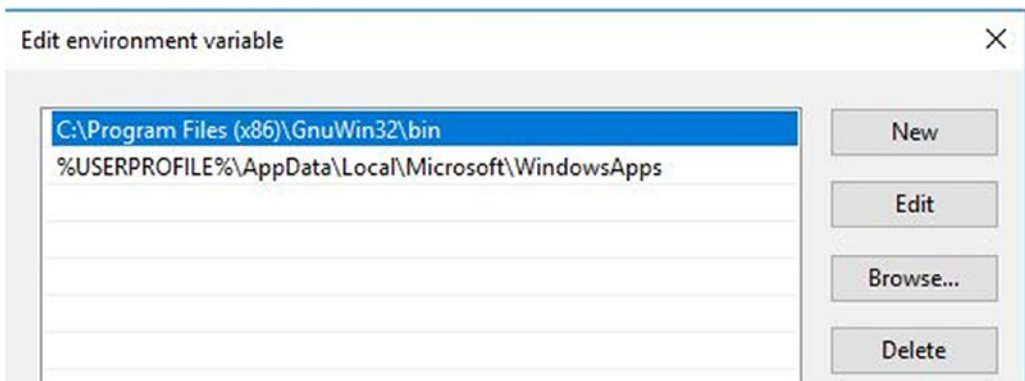 Edit environment variable
C:\Program Files (x86)\GnuWin32\bin
%USERPROFILE%\AppData\Local\Microsoft\WindowsApps
New
Edit
Browse...
Delete